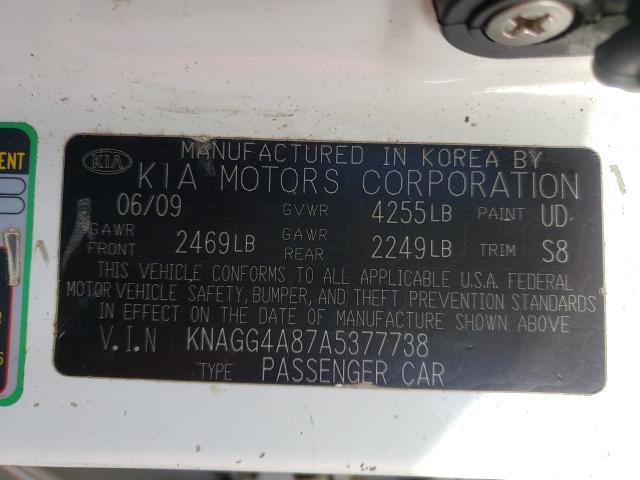 ENT
KIA
MANUFACTURED IN KOREA BY
KIA MOTORS CORPORATION
06/09 GVWR 4255LB PAINT UD
GAWR FRONT 2469LB GAWR REAR 2249LB TRIM S8
THIS VEHICLE CONFORMS TO ALL APPLICABLE U.S.A. FEDERAL
MOTOR VEHICLE SAFETY, BUMPER, AND THEFT PREVENTION STANDARDS
IN EFFECT ON THE DATE OF MANUFACTURE SHOWN ABOVE
V.I.N KNAGG4A87A5377738
TYPE PASSENGER CAR